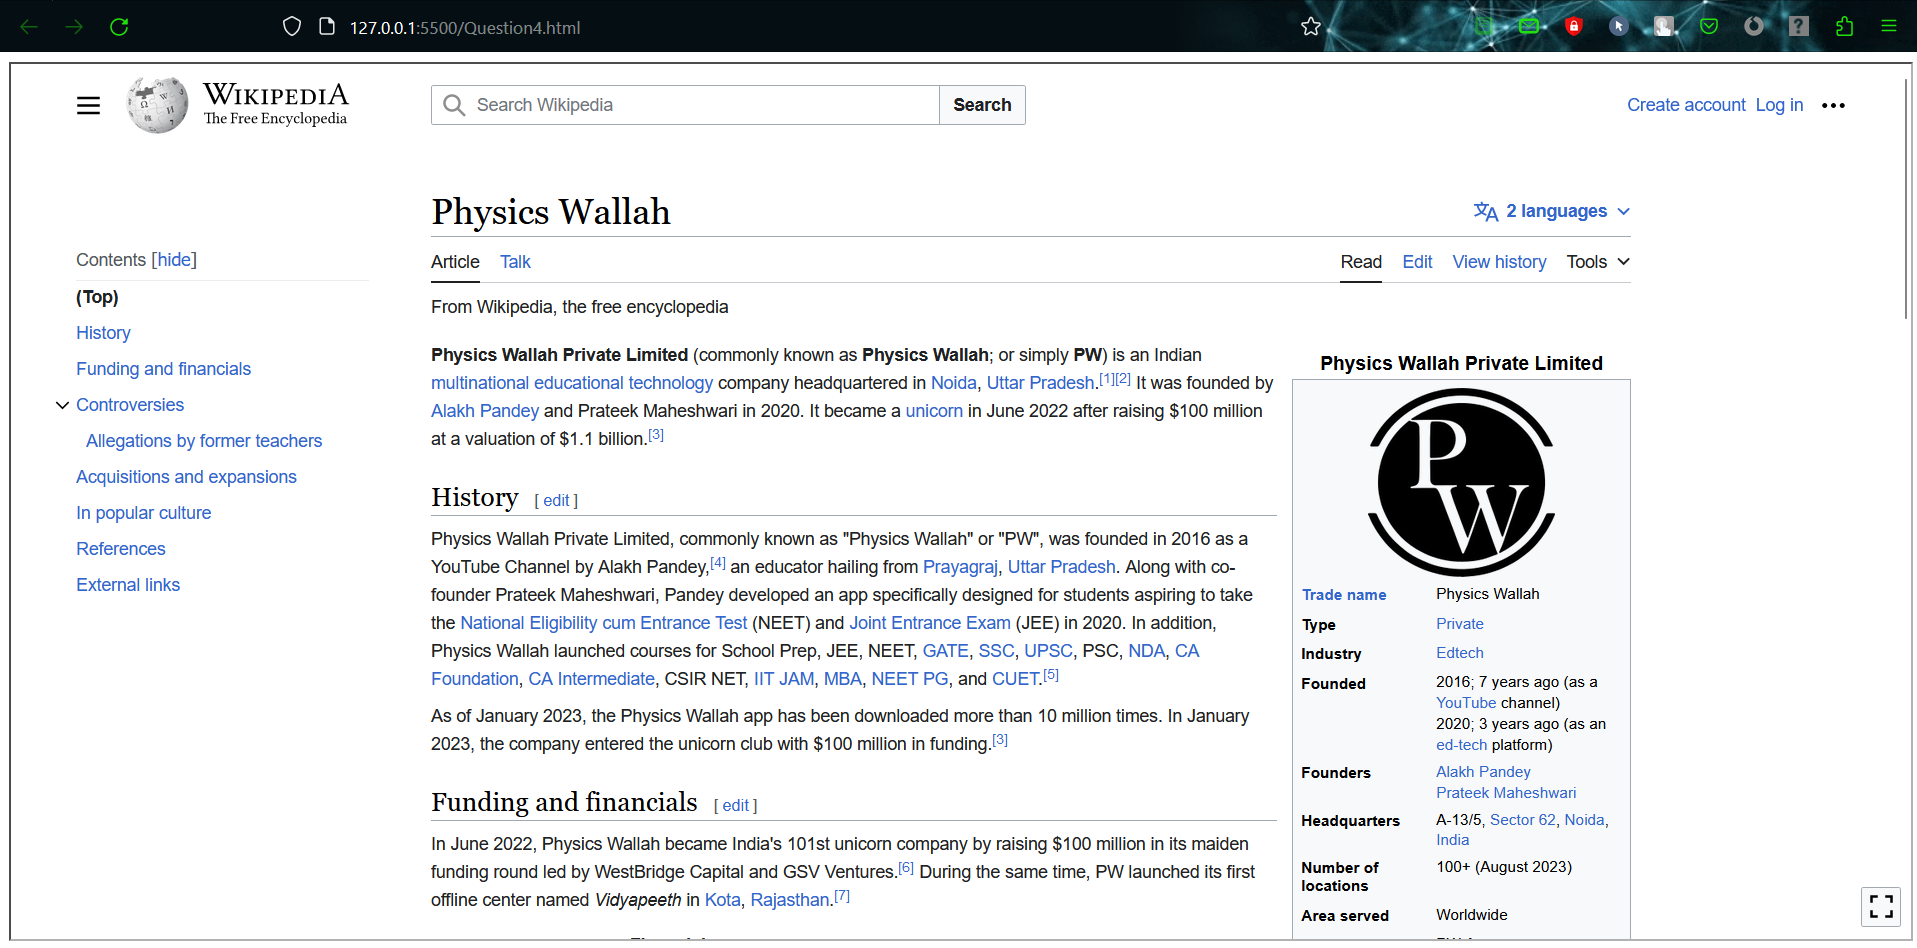 127.0.0.1:5500/Question4.html
WIKIPEDIA
The Free Encyclopedia
Search Wikipedia
Search
Create account Log in
Physics Wallah
2 languages
Contents [hide]
(Top)
History
Funding and financials
Controversies
Allegations by former teachers
Acquisitions and expansions
In popular culture
References
External links
Article Talk
Read Edit View history Tools
From Wikipedia, the free encyclopedia
Physics Wallah Private Limited (commonly known as Physics Wallah; or simply PW) is an Indian
multinational educational technology company headquartered in Noida, Uttar Pradesh.[1][2] It was founded by
Alakh Pandey and Prateek Maheshwari in 2020. It became a unicorn in June 2022 after raising $100 million
at a valuation of $1.1 billion.[3]
History [ edit ]
Physics Wallah Private Limited, commonly known as "Physics Wallah" or "PW", was founded in 2016 as a
YouTube Channel by Alakh Pandey,[4] an educator hailing from Prayagraj, Uttar Pradesh. Along with co-
founder Prateek Maheshwari, Pandey developed an app specifically designed for students aspiring to take
the National Eligibility cum Entrance Test (NEET) and Joint Entrance Exam (JEE) in 2020. In addition,
Physics Wallah launched courses for School Prep, JEE, NEET, GATE, SSC, UPSC, PSC, NDA, CA
Foundation, CA Intermediate, CSIR NET, IIT JAM, MBA, NEET PG, and CUET.[5]
As of January 2023, the Physics Wallah app has been downloaded more than 10 million times. In January
2023, the company entered the unicorn club with $100 million in funding.[3]
Funding and financials [ edit ]
In June 2022, Physics Wallah became India's 101st unicorn company by raising $100 million in its maiden
funding round led by WestBridge Capital and GSV Ventures.[6] During the same time, PW launched its first
offline center named Vidyapeeth in Kota, Rajasthan.[7]
Physics Wallah Private Limited
P
W
Trade name Physics Wallah
Type Private
Industry Edtech
Founded 2016; 7 years ago (as a
YouTube channel)
2020; 3 years ago (as an
ed-tech platform)
Founders Alakh Pandey
Prateek Maheshwari
Headquarters A-13/5, Sector 62, Noida,
India
Number of 100+ (August 2023)
locations
Area served Worldwide